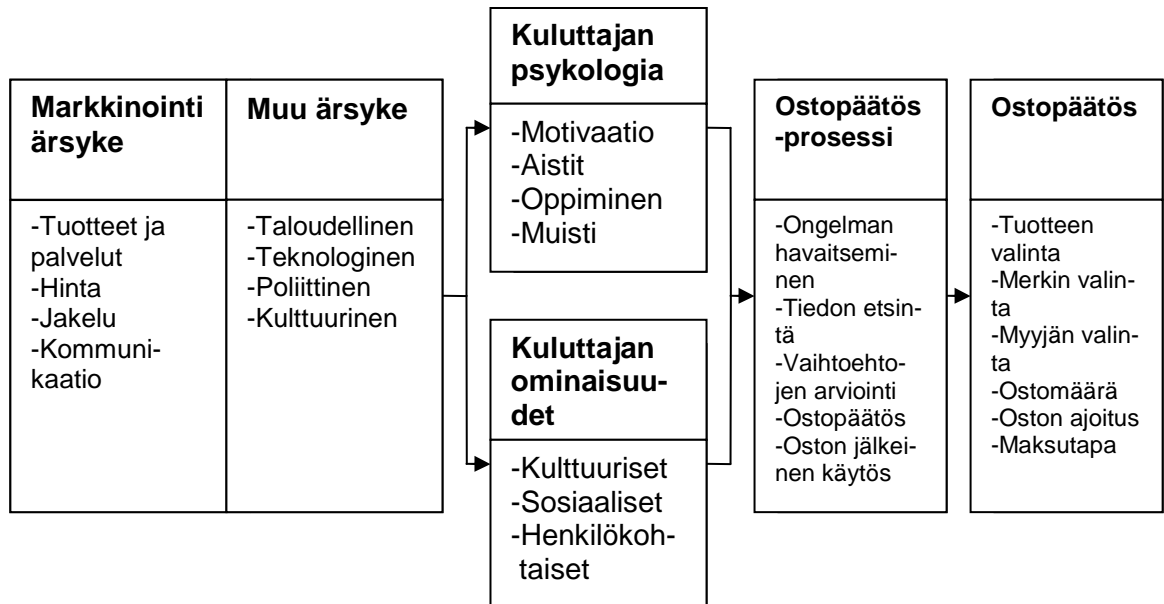 Markkinointi
ärsyke
-Tuotteet ja
palvelut
-Hinta
-Jakelu
-Kommuni-
kaatio
Muu ärsyke
-Taloudellinen
-Teknologinen
-Poliittinen
-Kulttuurinen
Kuluttajan
psykologia
-Motivaatio
-Aistit
-Oppiminen
-Muisti
Kuluttajan
ominaisuu-
det
-Kulttuuriset
-Sosiaaliset
-Henkilökoh-
taiset
Ostopäätös
-prosessi
-Ongelman
havaitsemi-
nen
-Tiedon etsin-
tä
-Vaihtoehto-
jen arviointi
-Ostopäätös
-Oston jälkei-
nen käytös
Ostopäätös
-Tuotteen
valinta
-Merkin valin-
ta
-Myyjän valin-
ta
-Ostomäärä
-Oston ajoitus
-Maksutapa